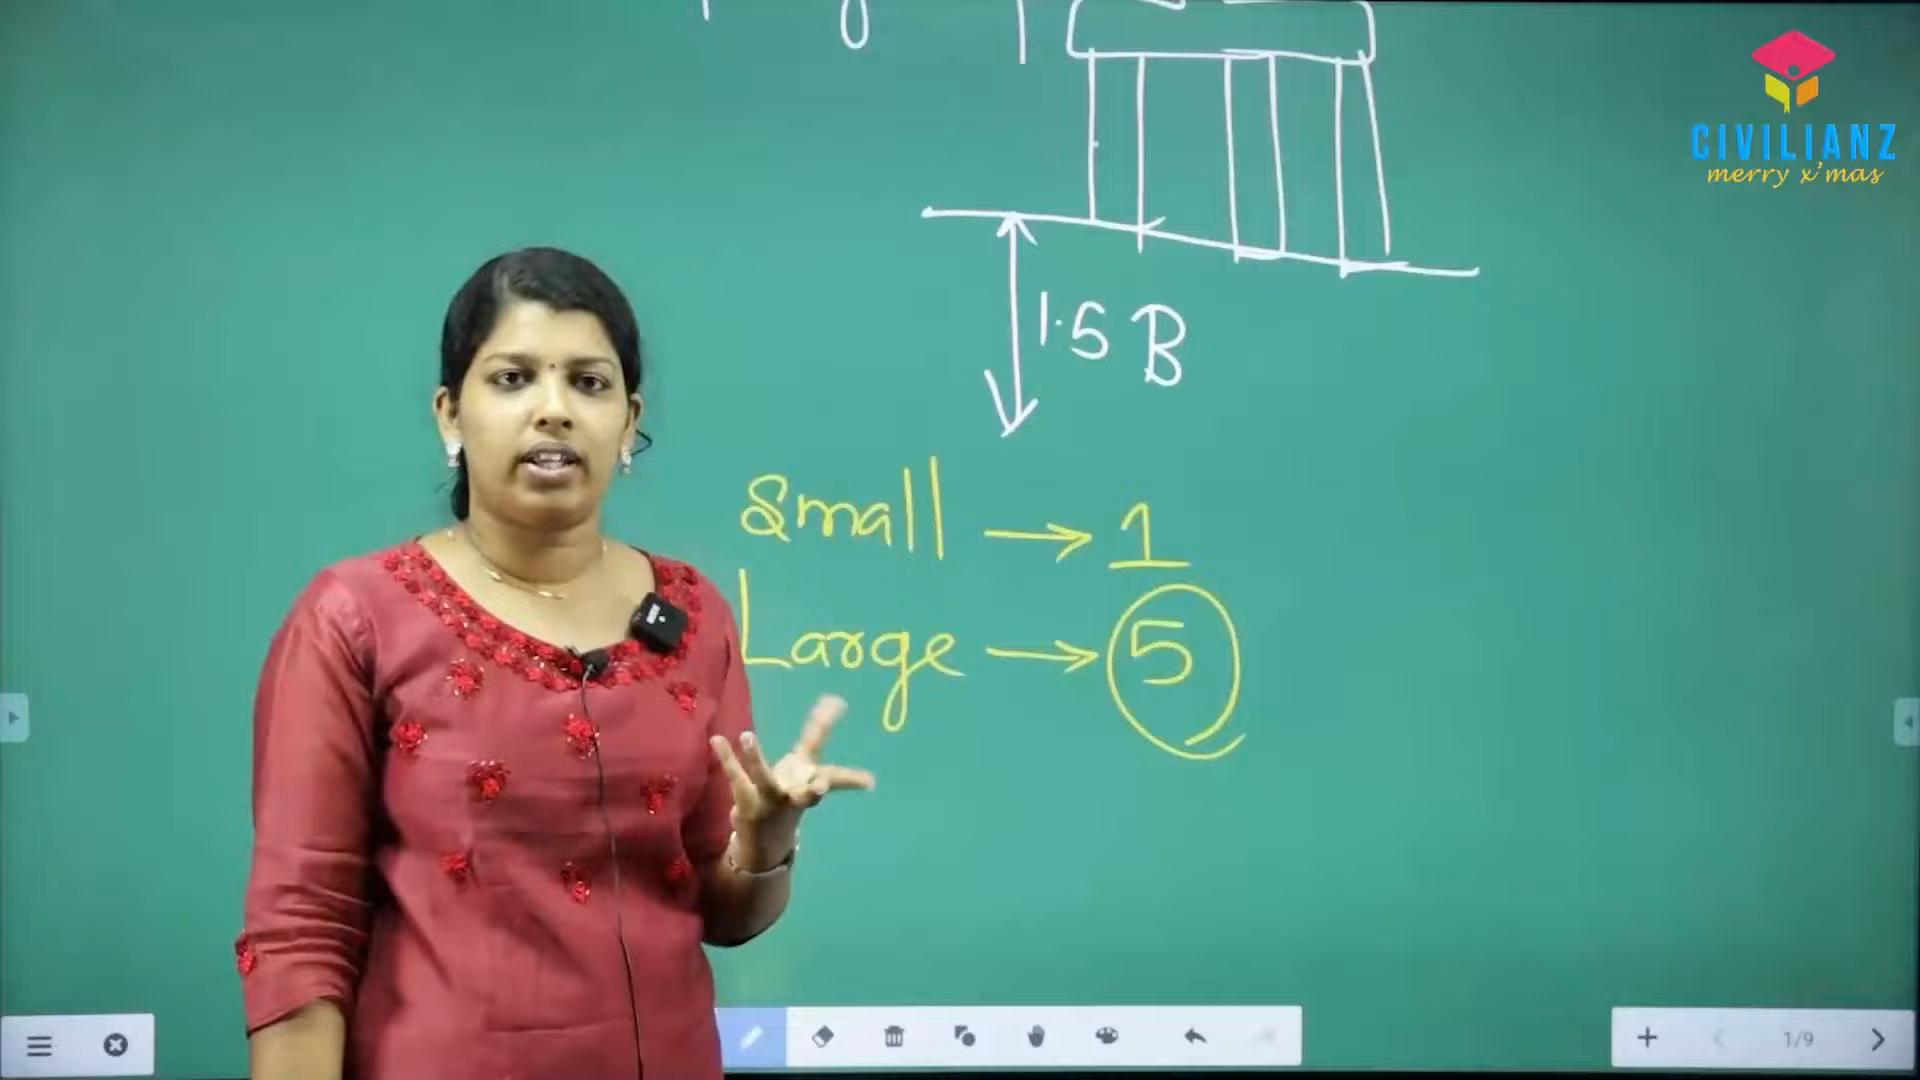 CIVILIANZ
merry x'mas
1.5 B
Small → 1
Large → 5
1/9